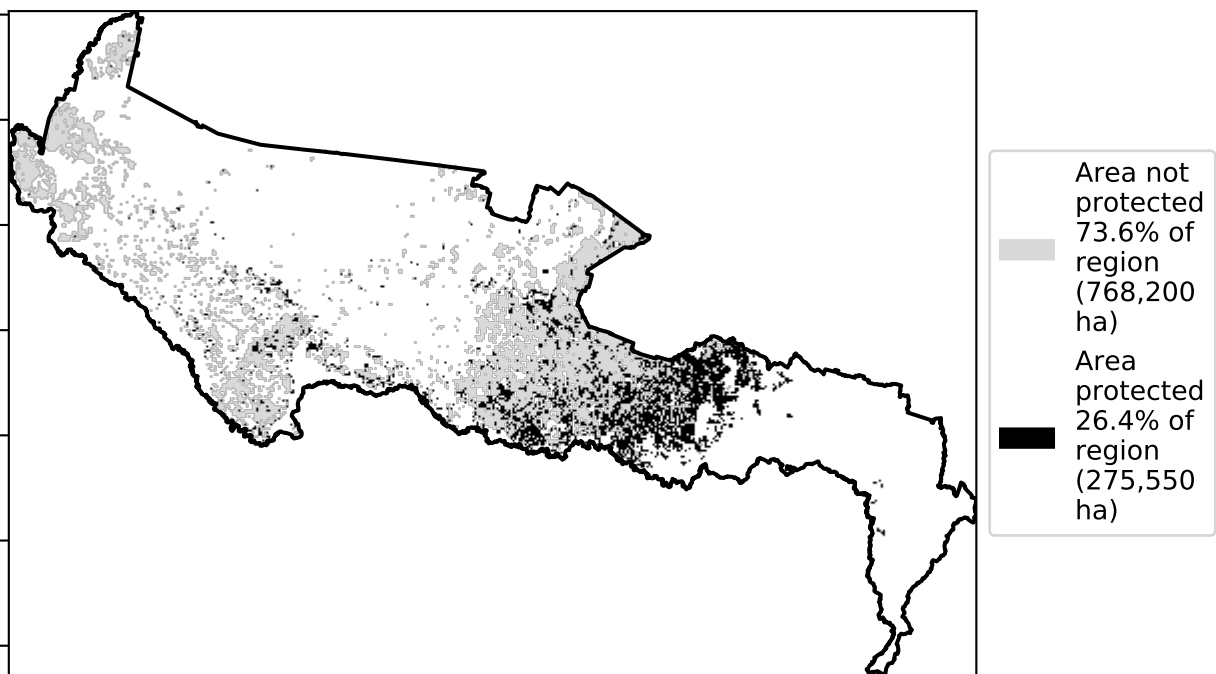 Area not
protected
73.6% of
region
(768,200
ha)
Area
protected
26.4% of
region
(275,550
ha)